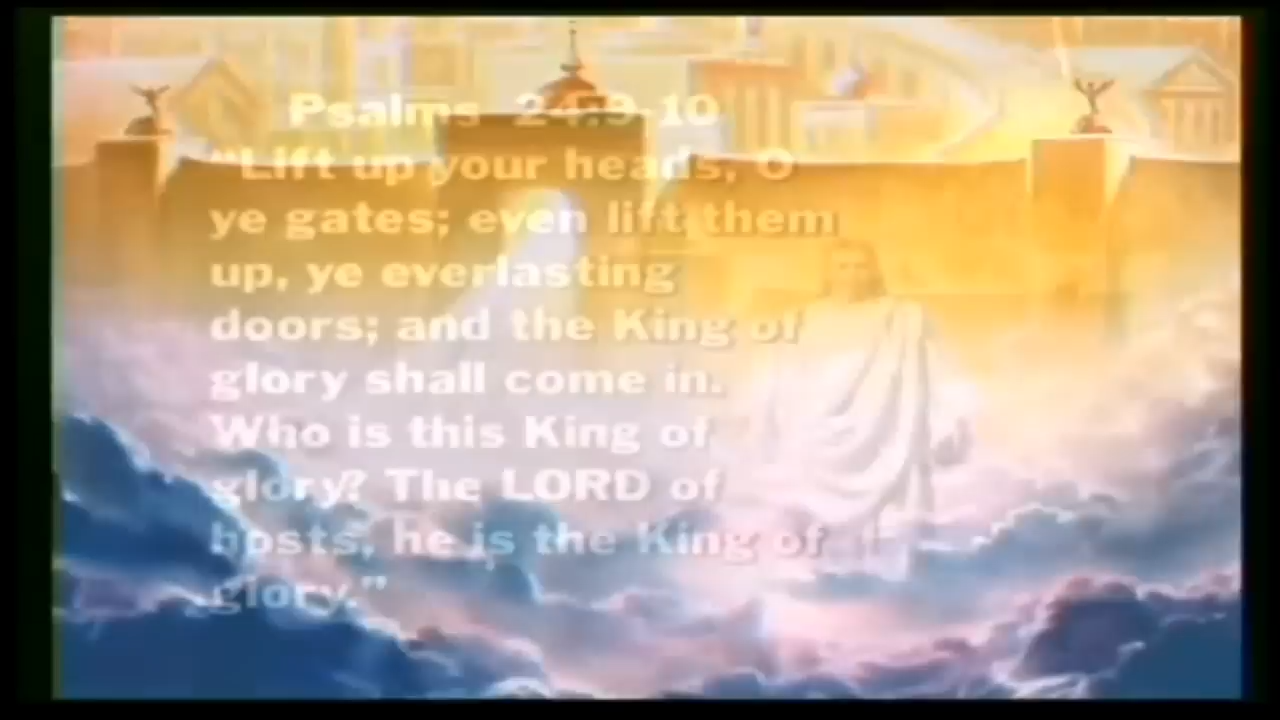 Psalms 24:9-10
“Lift up your heads, O
ye gates; even lift them
up, ye everlasting
doors; and the King of
glory shall come in.
Who is this King of
glory? The LORD of
hosts, he is the King of
glory.”